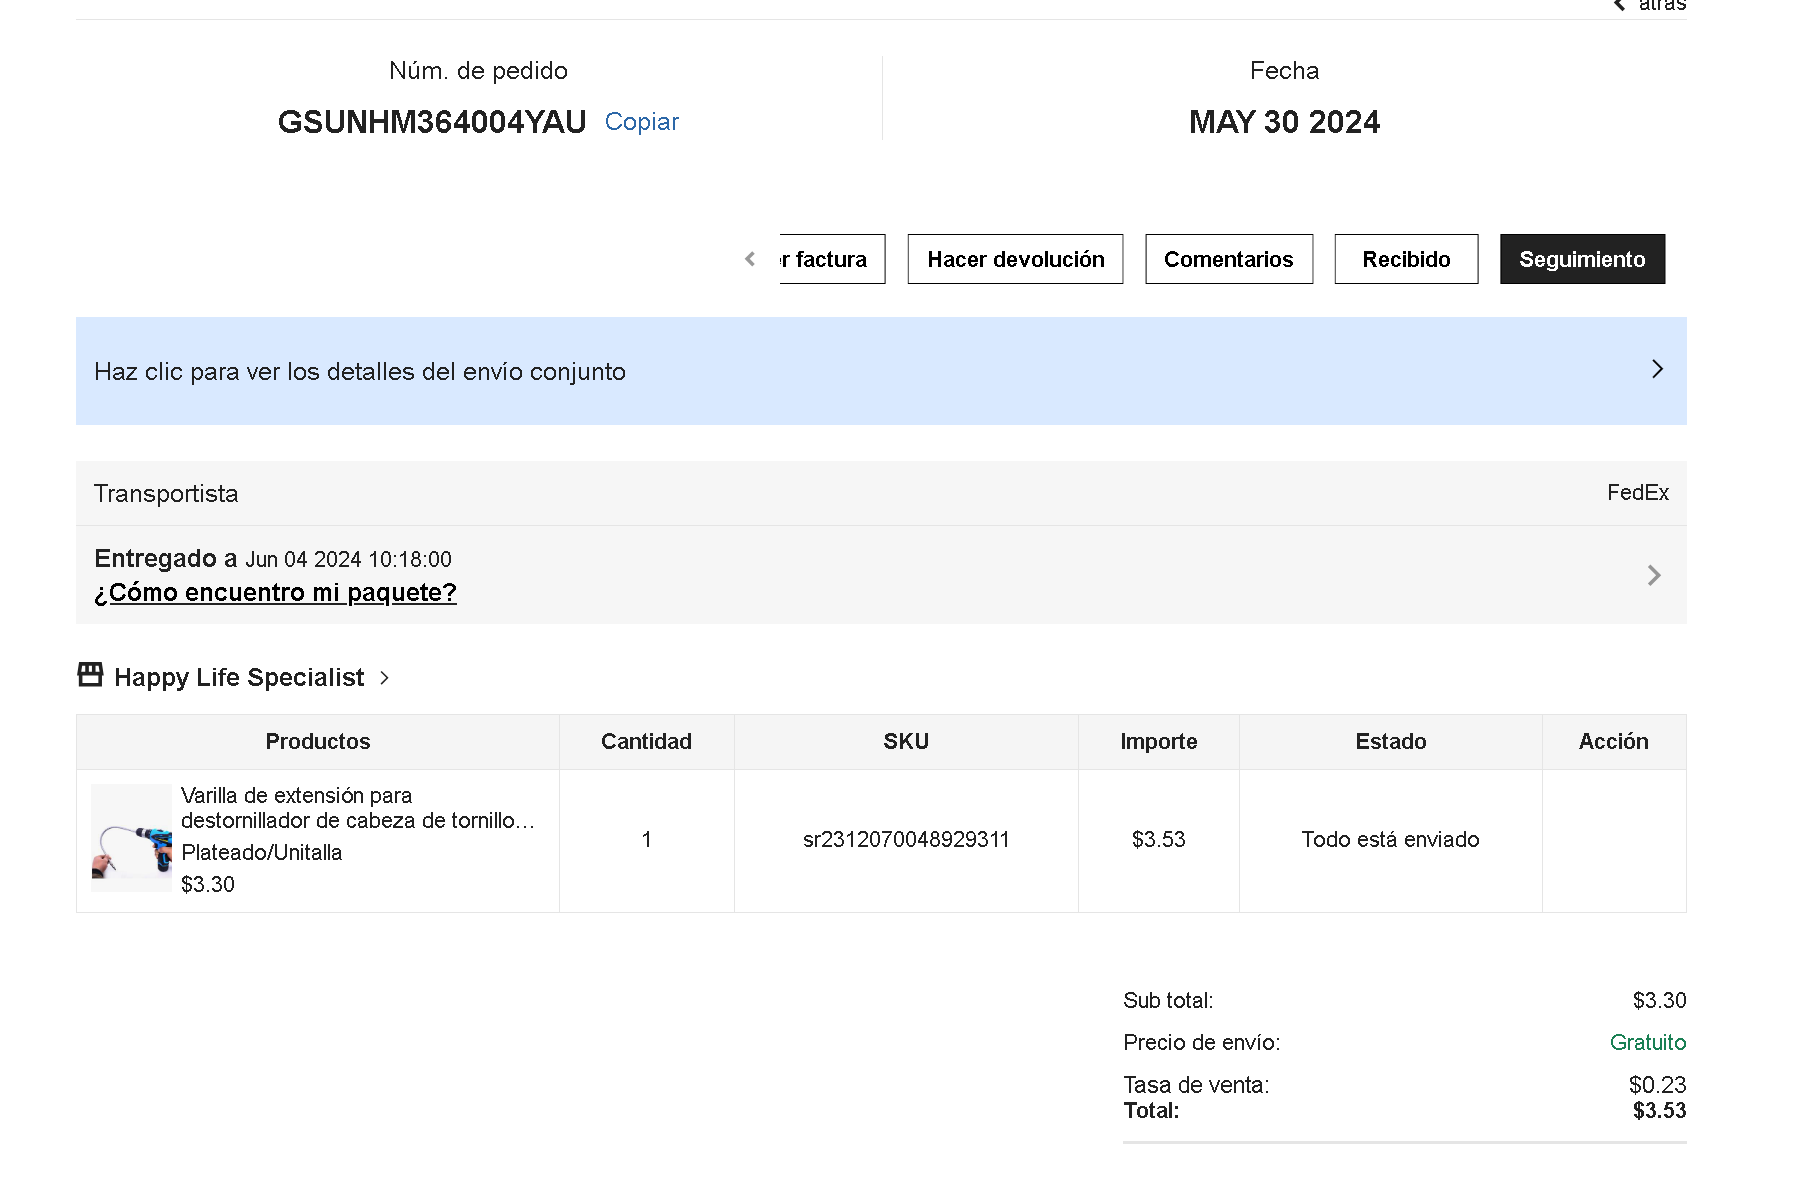 atrás
Núm. de pedido
GSUNHM364004YAU Copiar
Fecha
MAY 30 2024
factura
Hacer devolución
Comentarios
Recibido
Seguimiento
Haz clic para ver los detalles del envío conjunto
Transportista
FedEx
Entregado a Jun 04 2024 10:18:00
¿Cómo encuentro mi paquete?
Happy Life Specialist
Productos Cantidad SKU Importe Estado Acción
Varilla de extensión para
destornillador de cabeza de tornillo…
Plateado/Unitalla
$3.30
1
sr2312070048929311
$3.53
Todo está enviado
Sub total: $3.30
Precio de envío: Gratuito
Tasa de venta: $0.23
Total: $3.53